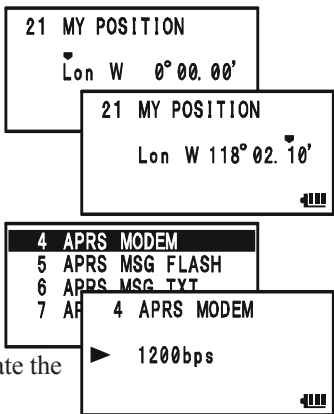 21 MY POSITION
Lon W 0°00.00'
21 MY POSITION
Lon W 118°02.10'
4 APRS MODEM
5 APRS MSG FLASH
6 APRS MSG TXT
7 AP
4 APRS MODEM
1200bps
ate the